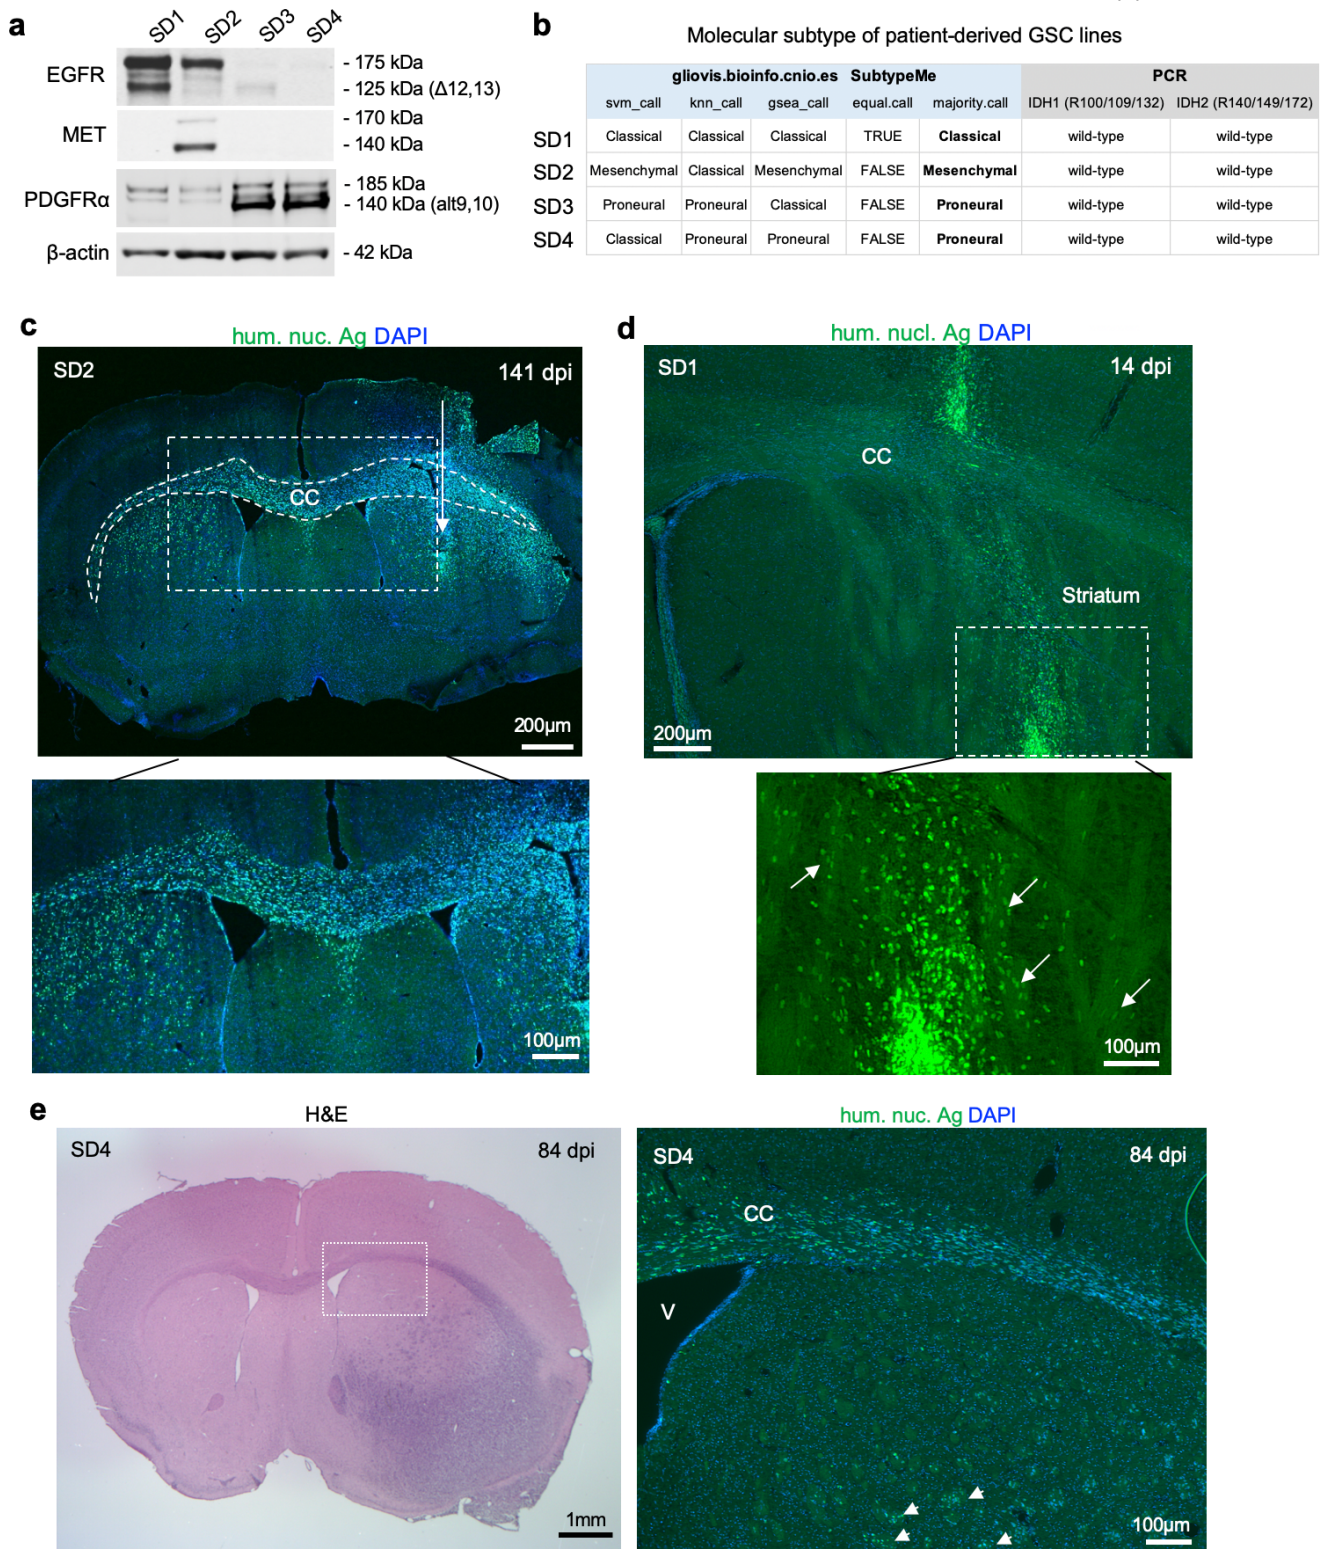 a
SD1 SD2 SD3 SD4
EGFR
- 175 kDa
- 125 kDa (Δ12,13)
MET
- 170 kDa
- 140 kDa
PDGFRα
- 185 kDa
- 140 kDa (alt9,10)
β-actin
- 42 kDa
b
Molecular subtype of patient-derived GSC lines
gliovis.bioinfo.cnio.es SubtypeMe PCR
svm_call knn_call gsea_call equal.call majority.call IDH1 (R100/109/132) IDH2 (R140/149/172)
SD1 Classical Classical Classical TRUE Classical wild-type wild-type
SD2 Mesenchymal Classical Mesenchymal FALSE Mesenchymal wild-type wild-type
SD3 Proneural Proneural Classical FALSE Proneural wild-type wild-type
SD4 Classical Proneural Proneural FALSE Proneural wild-type wild-type
c
hum. nuc. Ag DAPI
SD2 141 dpi
CC
200µm
100µm
d
hum. nucl. Ag DAPI
SD1 14 dpi
CC
Striatum
200µm
100µm
e
H&E
SD4 84 dpi
1mm
hum. nuc. Ag DAPI
SD4 84 dpi
CC
V
100µm